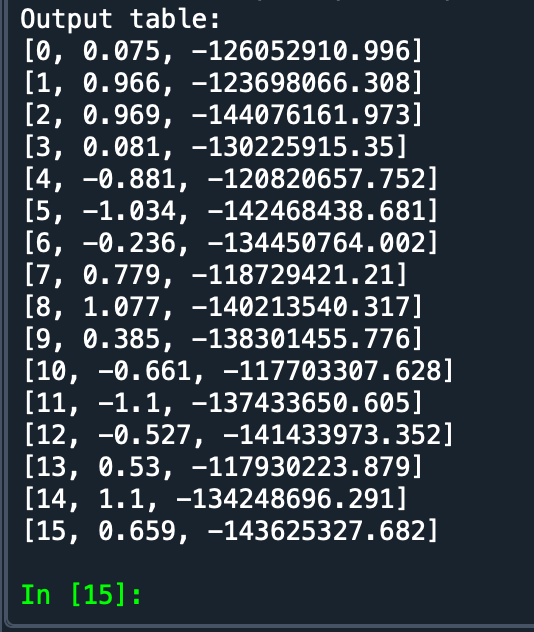 Output table:
[0, 0.075, -126052910.996]
[1, 0.966, -123698066.308]
[2, 0.969, -144076161.973]
[3, 0.081, -130225915.35]
[4, -0.881, -120820657.752]
[5, -1.034, -142468438.681]
[6, -0.236, -134450764.002]
[7, 0.779, -118729421.21]
[8, 1.077, -140213540.317]
[9, 0.385, -138301455.776]
[10, -0.661, -117703307.628]
[11, -1.1, -137433650.605]
[12, -0.527, -141433973.352]
[13, 0.53, -117930223.879]
[14, 1.1, -134248696.291]
[15, 0.659, -143625327.682]
In [15]: